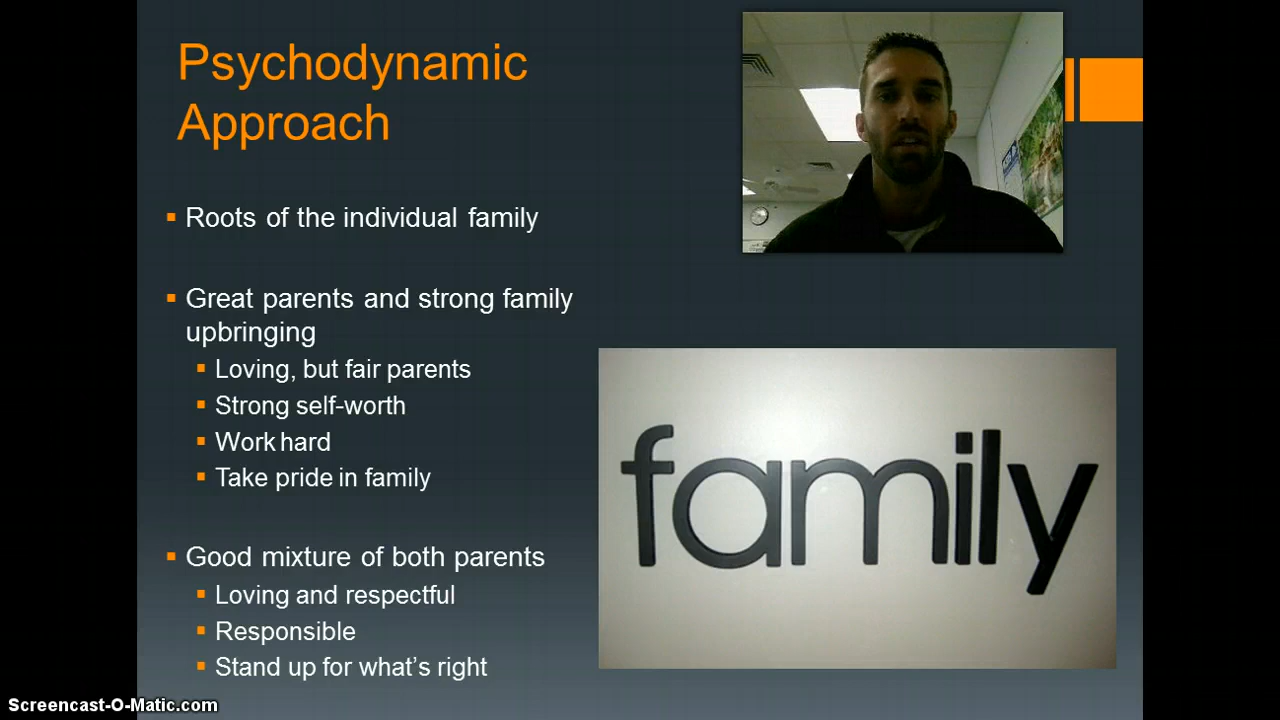 Psychodynamic
Approach
Roots of the individual family
Great parents and strong family
upbringing
Loving, but fair parents
Strong self-worth
Work hard
Take pride in family
Good mixture of both parents
Loving and respectful
Responsible
Stand up for what's right
family
Screencast-O-Matic.com